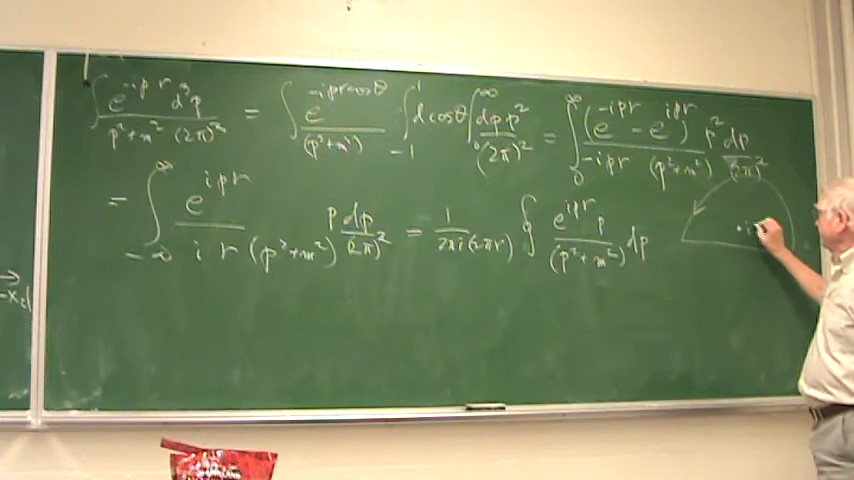 ∫ e^{-ip r} d³p / p²+m² (2π)³ = ∫ e^{-ipr cosθ} / (p²+m²) ∫_{-1}^{1} d cosθ ∫_0^∞ dp p² / (2π)² = ∫_0^∞ (e^{-ipr} - e^{ipr}) / -ipr (p²+m²) p² dp / (2π)²
= ∫_{-∞}^{∞} e^{ipr} / i r (p²+m²) p dp / (2π)² = 1 / 2πi(2πr) ∮ e^{ipr} p / (p²+m²) dp
-x₂|